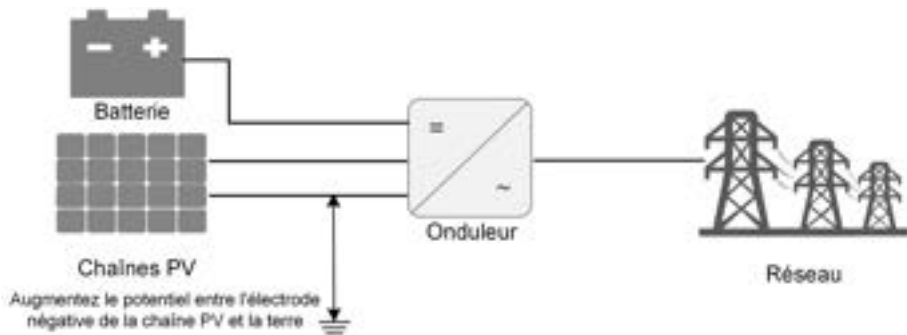 Batterie
Onduleur
Chaînes PV
Réseau
Augmentez le potentiel entre l'électrode
négative de la chaîne PV et la terre